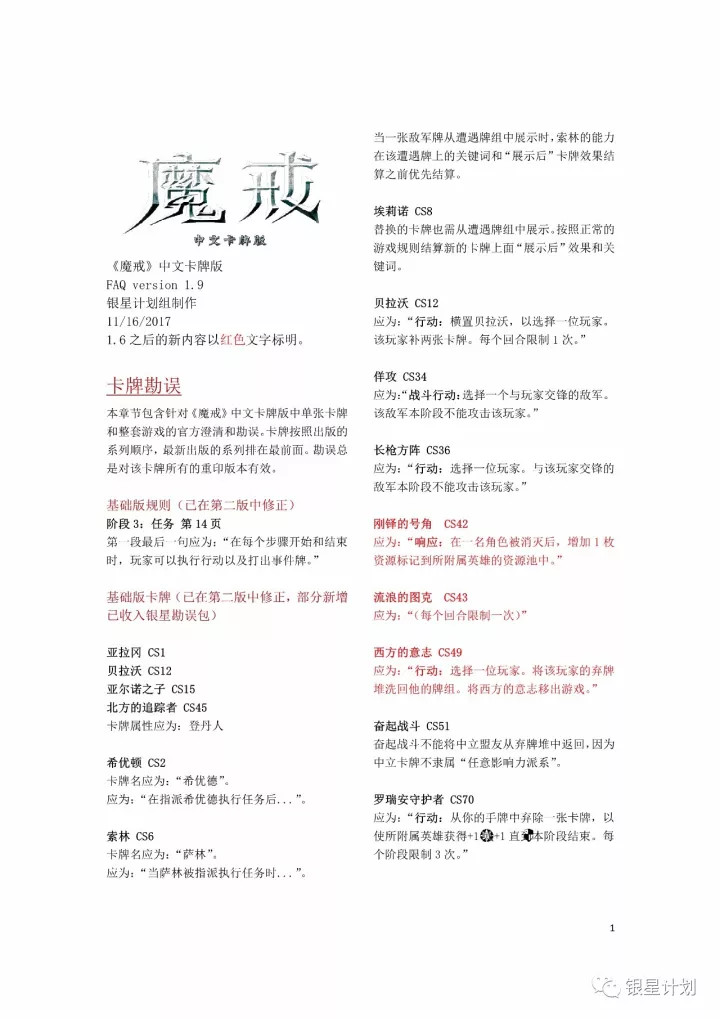 魔戒
中文卡牌版
《魔戒》中文卡牌版
FAQ version 1.9
银星计划组制作
11/16/2017
1.6 之后的新内容以红色文字标明。
卡牌勘误
本章节包含针对《魔戒》中文卡牌版中单张卡牌
和整套游戏的官方澄清和勘误。卡牌按照出版的
系列顺序，最新出版的系列排在最前面。勘误总
是对该卡牌所有的重印版本有效。
基础版规则（已在第二版中修正）
阶段 3：任务 第 14 页
第一段最后一句应为：“在每个步骤开始和结束
时，玩家可以执行行动以及打出事件牌。”
基础版卡牌（已在第二版中修正，部分新增
已收入银星勘误包）
亚拉冈 CS1
贝拉沃 CS12
亚尔诺之子 CS15
北方的追踪者 CS45
卡牌属性应为：登丹人
希优顿 CS2
卡牌名应为：“希优德”。
应为：“在指派希优德执行任务后...”。
索林 CS6
卡牌名应为：“萨林”。
应为：“当萨林被指派执行任务时...”。
当一张敌军牌从遭遇牌组中展示时，索林的能力
在该遭遇牌上的关键词和“展示后”卡牌效果结
算之前优先结算。
埃莉诺 CS8
替换的卡牌也需从遭遇牌组中展示。按照正常的
游戏规则结算新的卡牌上面“展示后”效果和关
键词。
贝拉沃 CS12
应为：“行动：横置贝拉沃，以选择一位玩家。
该玩家补两张卡牌。每个回合限制 1 次。”
佯攻 CS34
应为：“战斗行动：选择一个与玩家交锋的敌军。
该敌军本阶段不能攻击该玩家。”
长枪方阵 CS36
应为：“行动：选择一位玩家。与该玩家交锋的
敌军本阶段不能攻击该玩家。”
刚铎的号角 CS42
应为：“响应：在一名角色被消灭后，增加 1 枚
资源标记到所附属英雄的资源池中。”
流浪的图克 CS43
应为：“（每个回合限制一次）”
西方的意志 CS49
应为：“行动：选择一位玩家。将该玩家的弃牌
堆洗回他的牌组。将西方的意志移出游戏。”
奋起战斗 CS51
奋起战斗不能将中立盟友从弃牌堆中返回，因为
中立卡牌不隶属“任意影响力派系”。
罗瑞安守护者 CS70
应为：“行动：从你的手牌中弃除一张卡牌，以
使所附属英雄获得+1 +1 直到本阶段结束。每
个阶段限制 3 次。”
1
银星计划